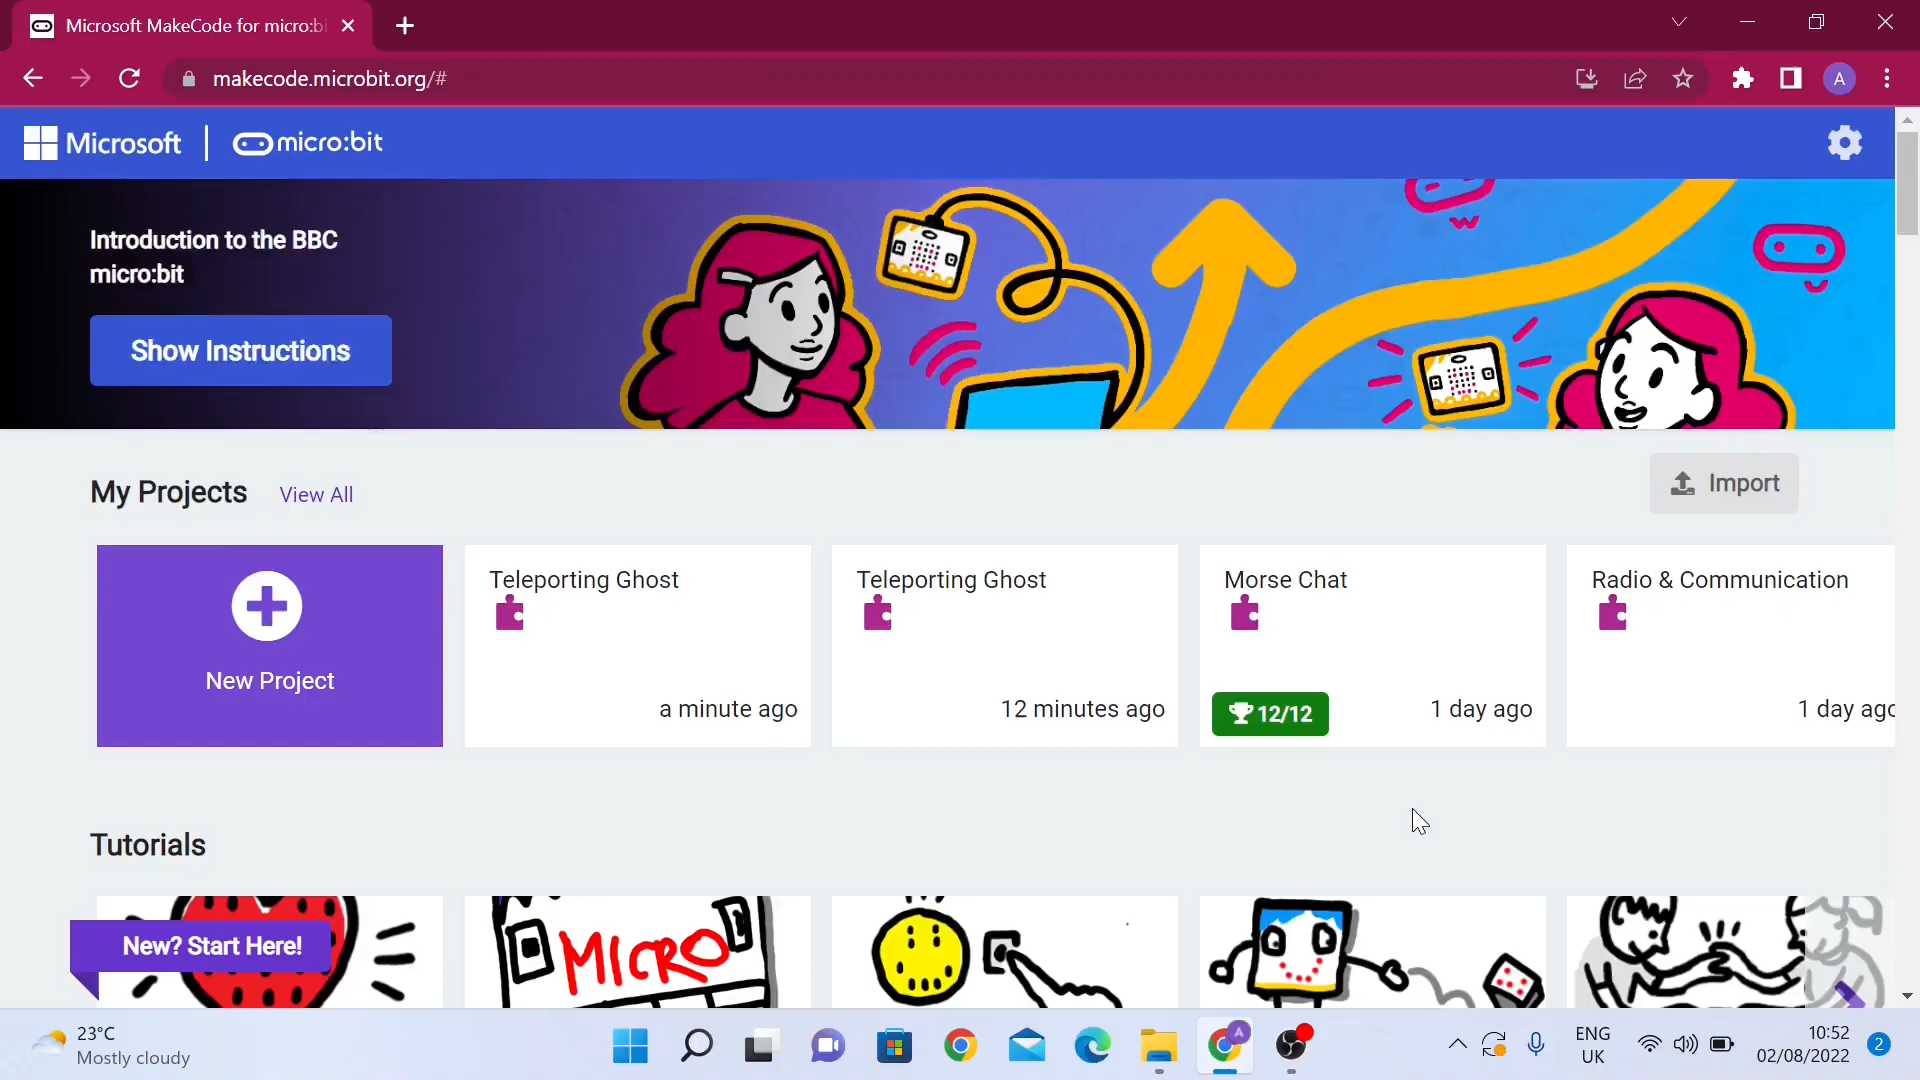 Microsoft MakeCode for micro:bi
makecode.microbit.org/#
A
Microsoft
micro:bit
Introduction to the BBC
micro:bit
Show Instructions
My Projects
View All
Import
New Project
Teleporting Ghost
a minute ago
Teleporting Ghost
12 minutes ago
Morse Chat
12/12
1 day ago
Radio & Communication
1 day ago
Tutorials
New? Start Here!
MICRO
23°C
Mostly cloudy
A
ENG
UK
10:52
02/08/2022
2